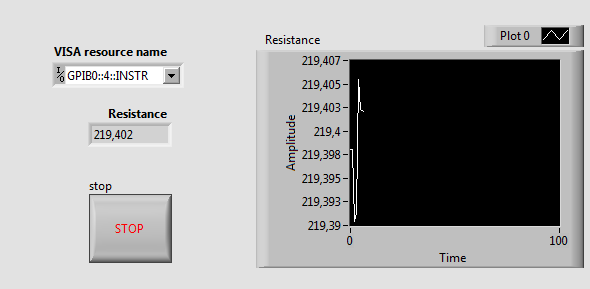 VISA resource name
I/O GPIB0::4::INSTR
Resistance
219,402
stop
STOP
Resistance
Plot 0
Amplitude
219,407
219,405
219,403
219,4
219,398
219,395
219,393
219,39
0
100
Time